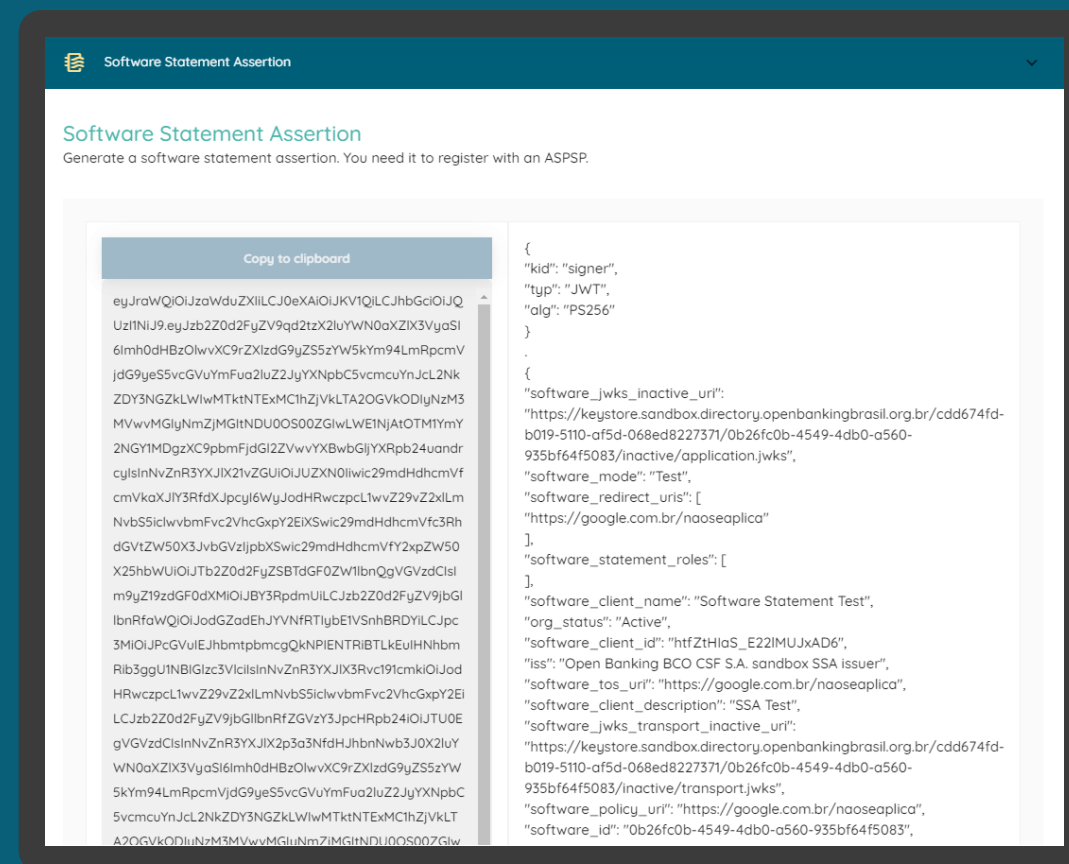 Software Statement Assertion
Software Statement Assertion
Generate a software statement assertion. You need it to register with an ASPSP.
Copy to clipboard
eyJraWQiOiJzaWduZXIiLCJ0eXAiOiJKV1QiLCJhbGciOiJQ
UzI1NiJ9.eyJzb2Z0d2FyZV9qd2tzX2luYWN0aXZlX3VyaSI
6Imh0dHBzOlwvXC9rZXlzdG9yZS5zYW5kYm94LmRpcmV
jdG9yeS5vcGVuYmFua2luZ2JyYXNpbC5vcmcuYnJcL2Nk
ZDY3NGZkLWIwMTktNTExMC1hZjVkLTA2OGVkODIyNzM3
MVwvMGIyNmZjMGItNDU0OS00ZGIwLWE1NjAtOTM1YmY
2NGY1MDgzXC9pbmFjdGl2ZVwvYXBwbGljYXRpb24uandr
cyIsInNvZnR3YXJlX21vZGUiOiJUZXN0Iiwic29mdHdhcmVf
cmVkaXJlY3RfdXJpcyI6WyJodHRwczpcL1wvZ29vZ2xlLm
NvbS5iclwvbmFvc2VhcGxpY2EiXSwic29mdHdhcmVfc3Rh
dGVtZW50X3JvbGVzIjpbXSwic29mdHdhcmVfY2xpZW50
X25hbWUiOiJTb2Z0d2FyZSBTdGF0ZW1lbnQgVGVzdCIsI
m9yZ19zdGF0dXMiOiJBY3RpdmUiLCJzb2Z0d2FyZV9jbGl
lbnRfaWQiOiJodGZadEhJYVNfRTIybE1VSnhBRDYiLCJpc
3MiOiJPcGVuIEJhbmtpbmcgQkNPIENTRiBTLkEuIHNhbm
Rib3ggU1NBIGlzc3VlciIsInNvZnR3YXJlX3Rvc191cmkiOiJod
HRwczpcL1wvZ29vZ2xlLmNvbS5iclwvbmFvc2VhcGxpY2Ei
LCJzb2Z0d2FyZV9jbGllbnRfZGVzY3JpcHRpb24iOiJTU0E
gVGVzdCIsInNvZnR3YXJlX2p3a3NfdHJhbnNwb3J0X2luY
WN0aXZlX3VyaSI6Imh0dHBzOlwvXC9rZXlzdG9yZS5zYW
5kYm94LmRpcmVjdG9yeS5vcGVuYmFua2luZ2JyYXNpbC
5vcmcuYnJcL2NkZDY3NGZkLWIwMTktNTExMC1hZjVkLT
A2OGVkODIyNzM3MVwvMGIyNmZjMGItNDU0OS00ZGIw
{
"kid": "signer",
"typ": "JWT",
"alg": "PS256"
}
.
{
"software_jwks_inactive_uri":
"https://keystore.sandbox.directory.openbankingbrasil.org.br/cdd674fd-
b019-5110-af5d-068ed8227371/0b26fc0b-4549-4db0-a560-
935bf64f5083/inactive/application.jwks",
"software_mode": "Test",
"software_redirect_uris": [
"https://google.com.br/naoseaplica"
],
"software_statement_roles": [
],
"software_client_name": "Software Statement Test",
"org_status": "Active",
"software_client_id": "htfZtHIaS_E22lMUJxAD6",
"iss": "Open Banking BCO CSF S.A. sandbox SSA issuer",
"software_tos_uri": "https://google.com.br/naoseaplica",
"software_client_description": "SSA Test",
"software_jwks_transport_inactive_uri":
"https://keystore.sandbox.directory.openbankingbrasil.org.br/cdd674fd-
b019-5110-af5d-068ed8227371/0b26fc0b-4549-4db0-a560-
935bf64f5083/inactive/transport.jwks",
"software_policy_uri": "https://google.com.br/naoseaplica",
"software_id": "0b26fc0b-4549-4db0-a560-935bf64f5083",